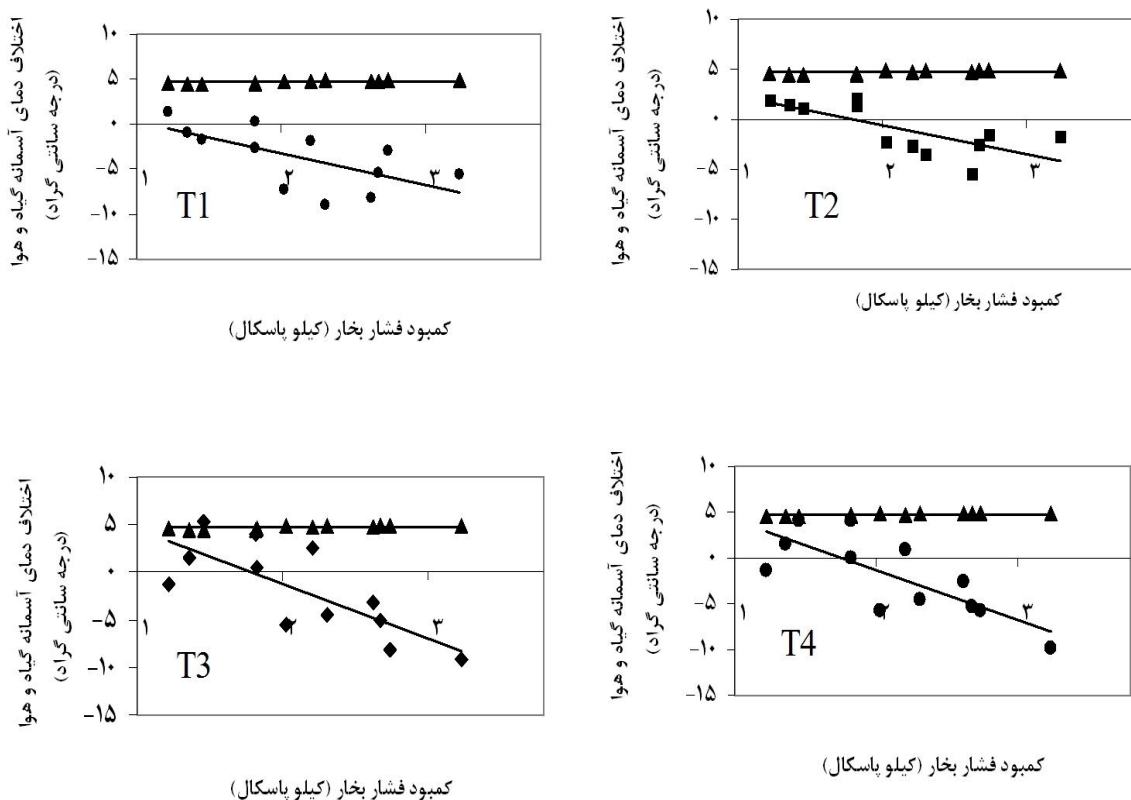 اختلاف دمای آسمانه گیاه و هوا
(درجه سانتی گراد)
۱۰
۵
۰
-۵
-۱۰
-۱۵
۱
۲
۳
T1
کمبود فشار بخار (کیلو پاسکال)
اختلاف دمای آسمانه گیاه و هوا
(درجه سانتی گراد)
۱۰
۵
۰
-۵
-۱۰
-۱۵
۱
۲
۳
T2
کمبود فشار بخار (کیلو پاسکال)
اختلاف دمای آسمانه گیاه و هوا
(درجه سانتی گراد)
۱۰
۵
۰
-۵
-۱۰
-۱۵
۱
۲
۳
T3
کمبود فشار بخار (کیلو پاسکال)
اختلاف دمای آسمانه گیاد و هوا
(درجه سانتی گراد)
۱۰
۵
۰
-۵
-۱۰
-۱۵
۱
۲
۳
T4
کمبود فشار بخار (کیلو پاسکال)